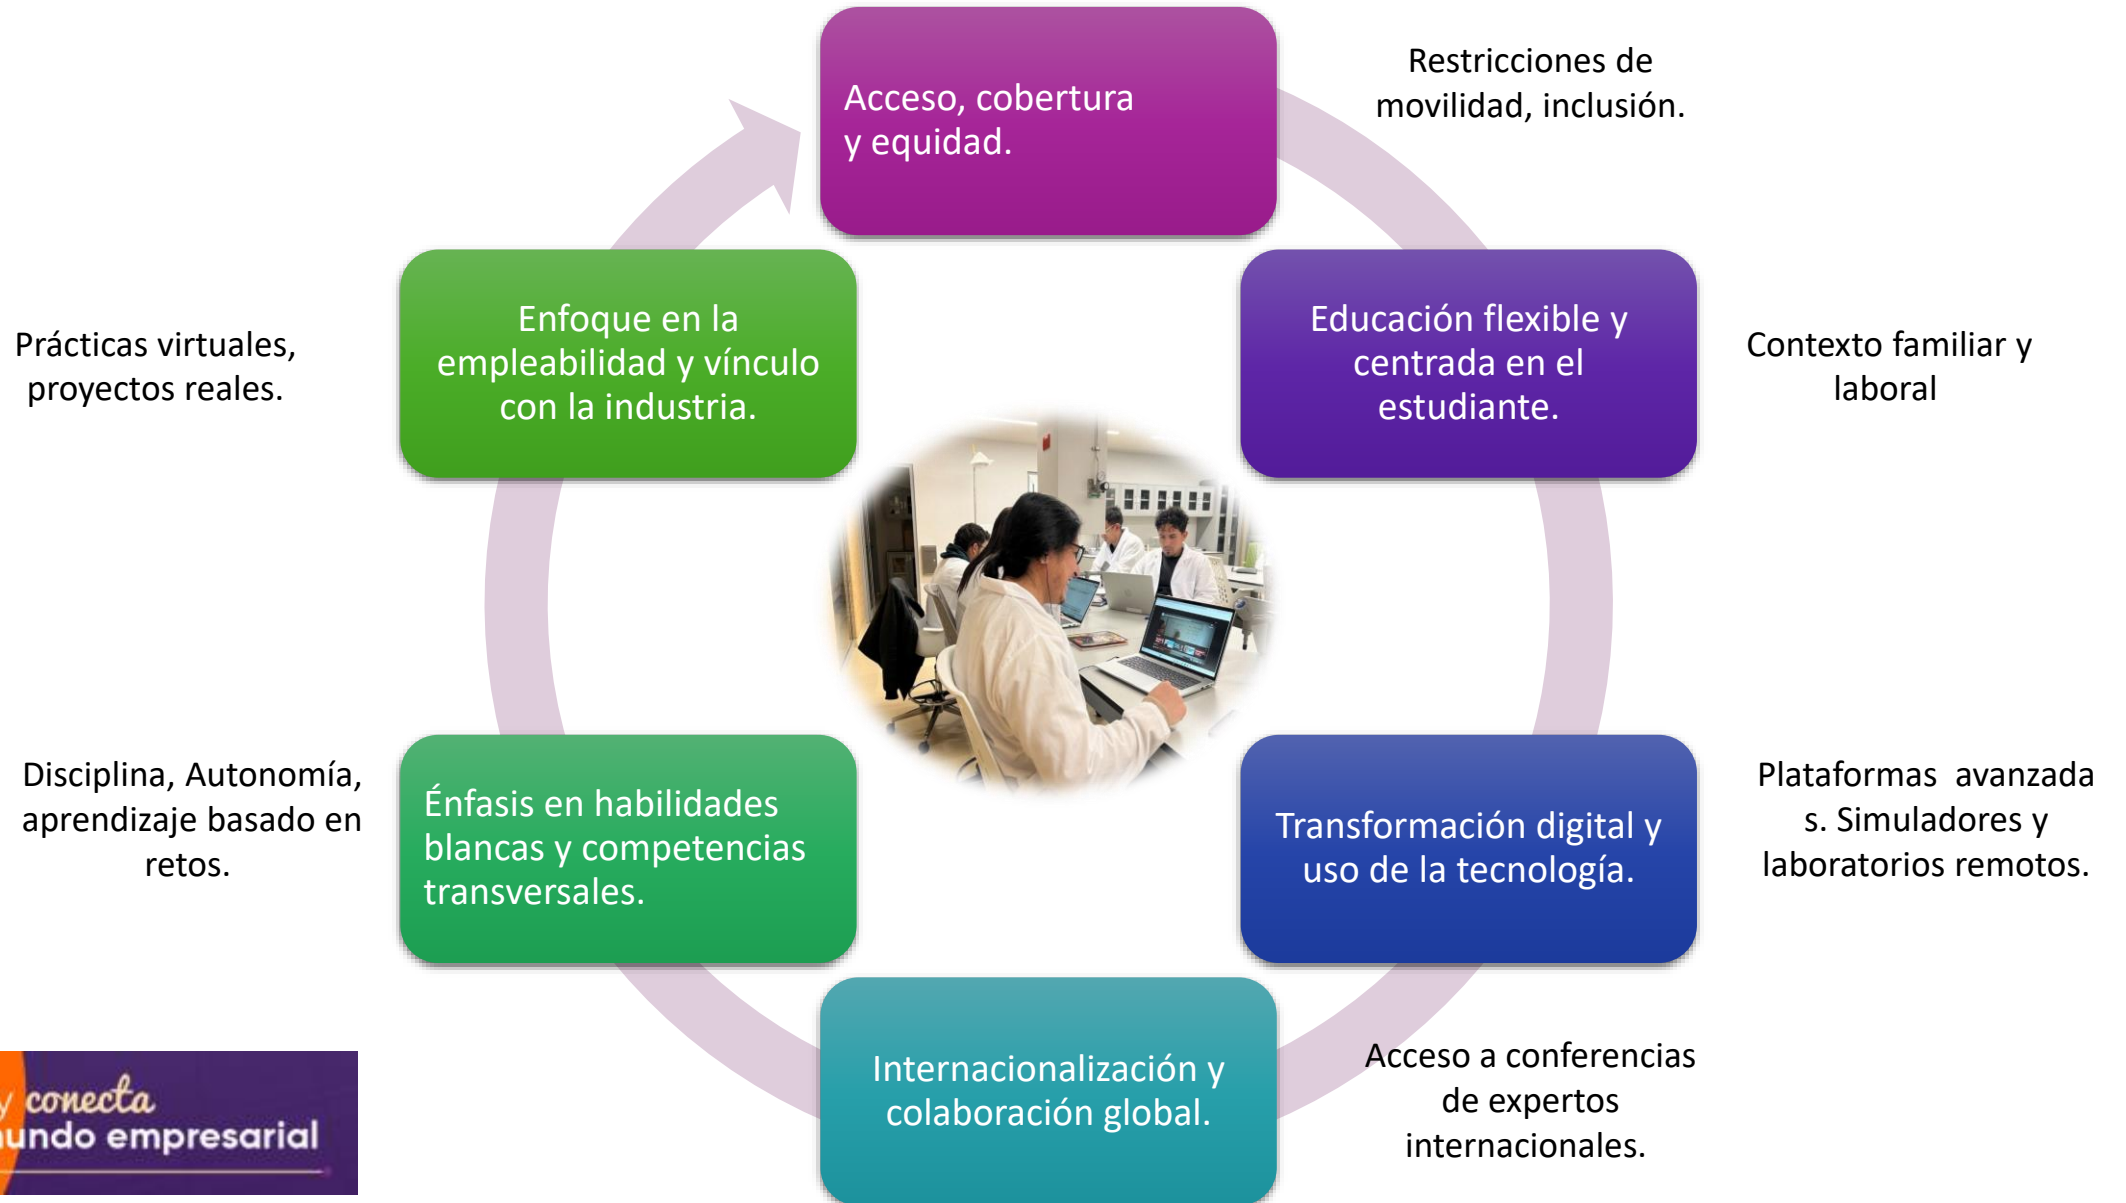 Acceso, cobertura
y equidad.
Restricciones de
movilidad, inclusión.
Educación flexible y
centrada en el
estudiante.
Contexto familiar y
laboral
Transformación digital y
uso de la tecnología.
Plataformas  avanzada
s. Simuladores y
laboratorios remotos.
Internacionalización y
colaboración global.
Acceso a conferencias
de expertos
internacionales.
Énfasis en habilidades
blancas y competencias
transversales.
Disciplina, Autonomía,
aprendizaje basado en
retos.
Enfoque en la
empleabilidad y vínculo
con la industria.
Prácticas virtuales,
proyectos reales.
y conecta
mundo empresarial